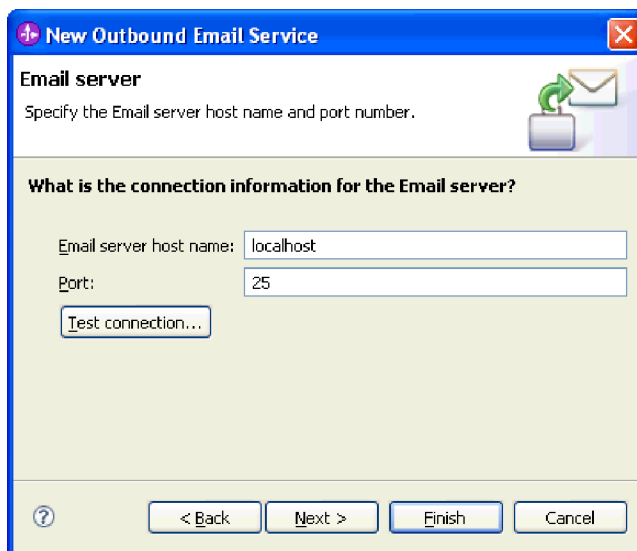 New Outbound Email Service
Email server
Specify the Email server host name and port number.
What is the connection information for the Email server?
Email server host name: localhost
Port: 25
Test connection...
< Back Next > Finish Cancel